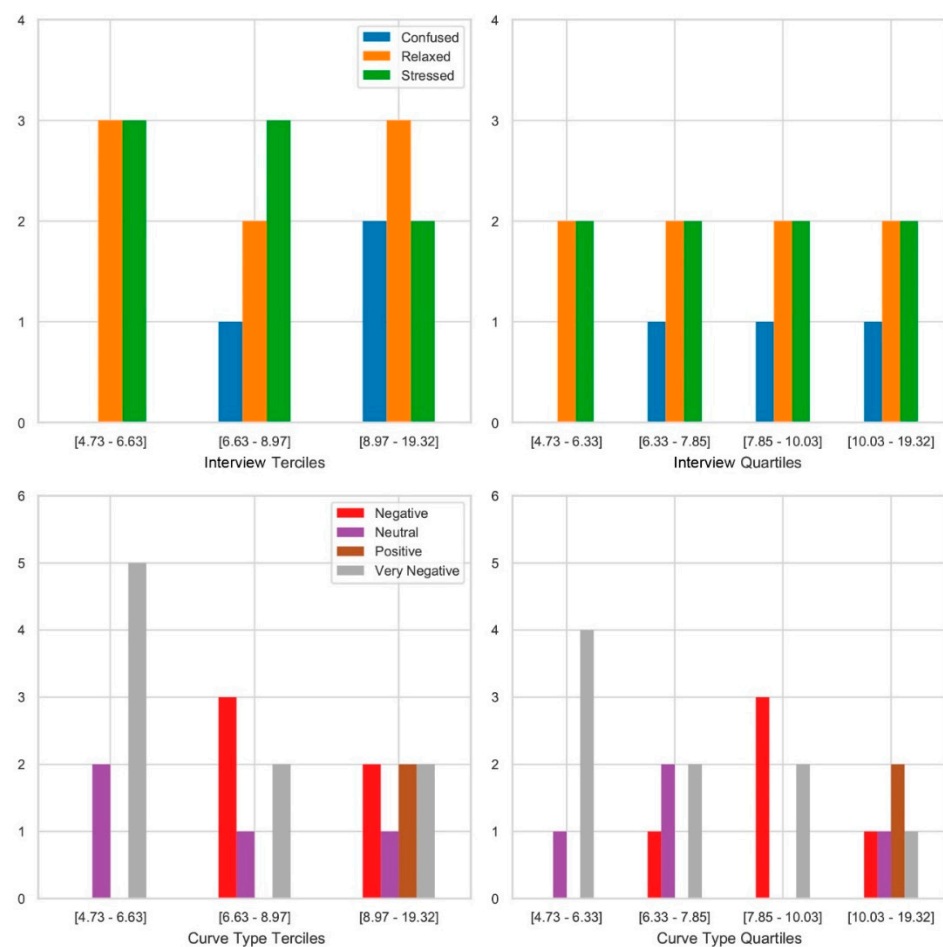 4
3
2
1
0
Confused
Relaxed
Stressed
[4.73 - 6.63]
[6.63 - 8.97]
[8.97 - 19.32]
Interview Terciles
4
3
2
1
0
[4.73 - 6.33]
[6.33 - 7.85]
[7.85 - 10.03]
[10.03 - 19.32]
Interview Quartiles
6
5
4
3
2
1
0
Negative
Neutral
Positive
Very Negative
[4.73 - 6.63]
[6.63 - 8.97]
[8.97 - 19.32]
Curve Type Terciles
6
5
4
3
2
1
0
[4.73 - 6.33]
[6.33 - 7.85]
[7.85 - 10.03]
[10.03 - 19.32]
Curve Type Quartiles